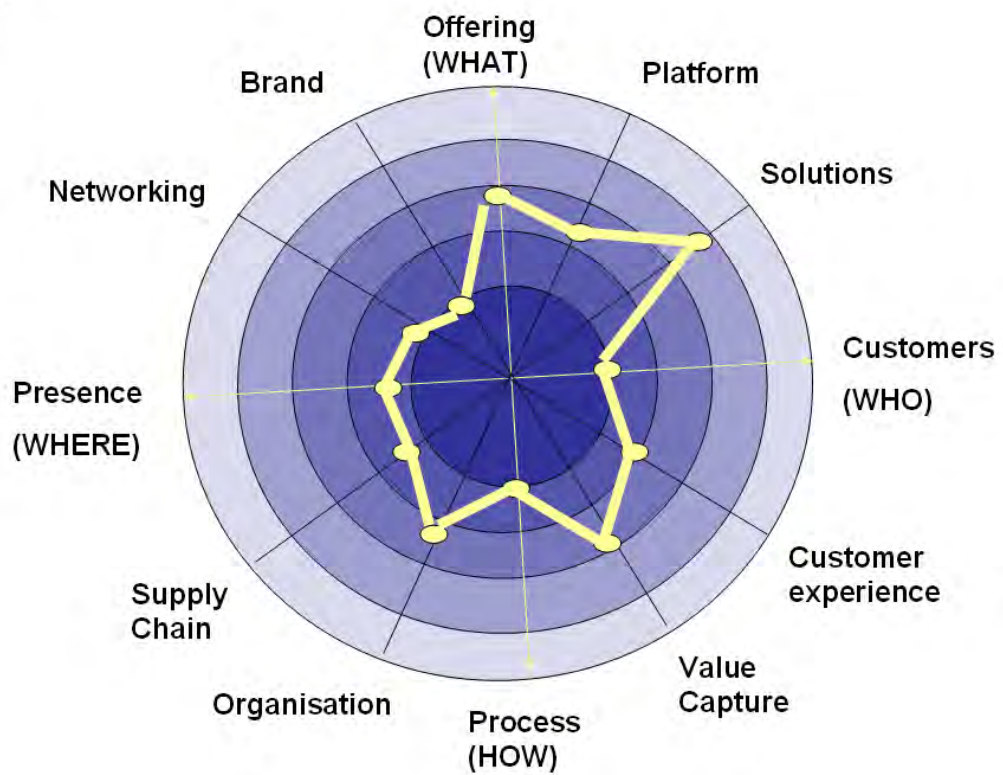 Offering
(WHAT)
Platform
Brand
Solutions
Networking
Customers
(WHO)
Presence
(WHERE)
Customer
experience
Supply
Chain
Value
Capture
Organisation
Process
(HOW)